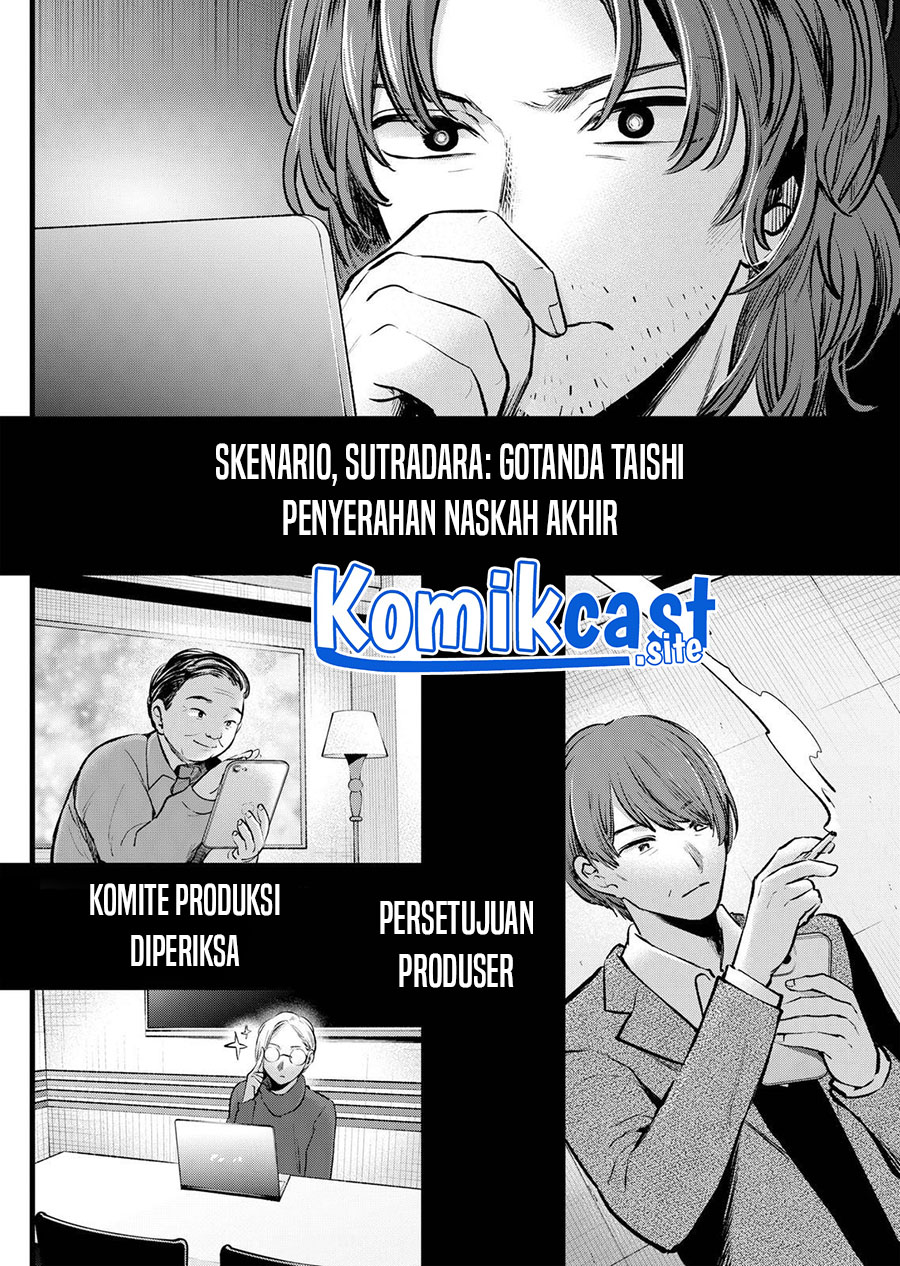 SKENARIO, SUTRADARA: GOTANDA TAISHI
PENYERAHAN NASKAH AKHIR
Komikcast
.site
KOMITE PRODUKSI
DIPERIKSA
PERSETUJUAN
PRODUSER